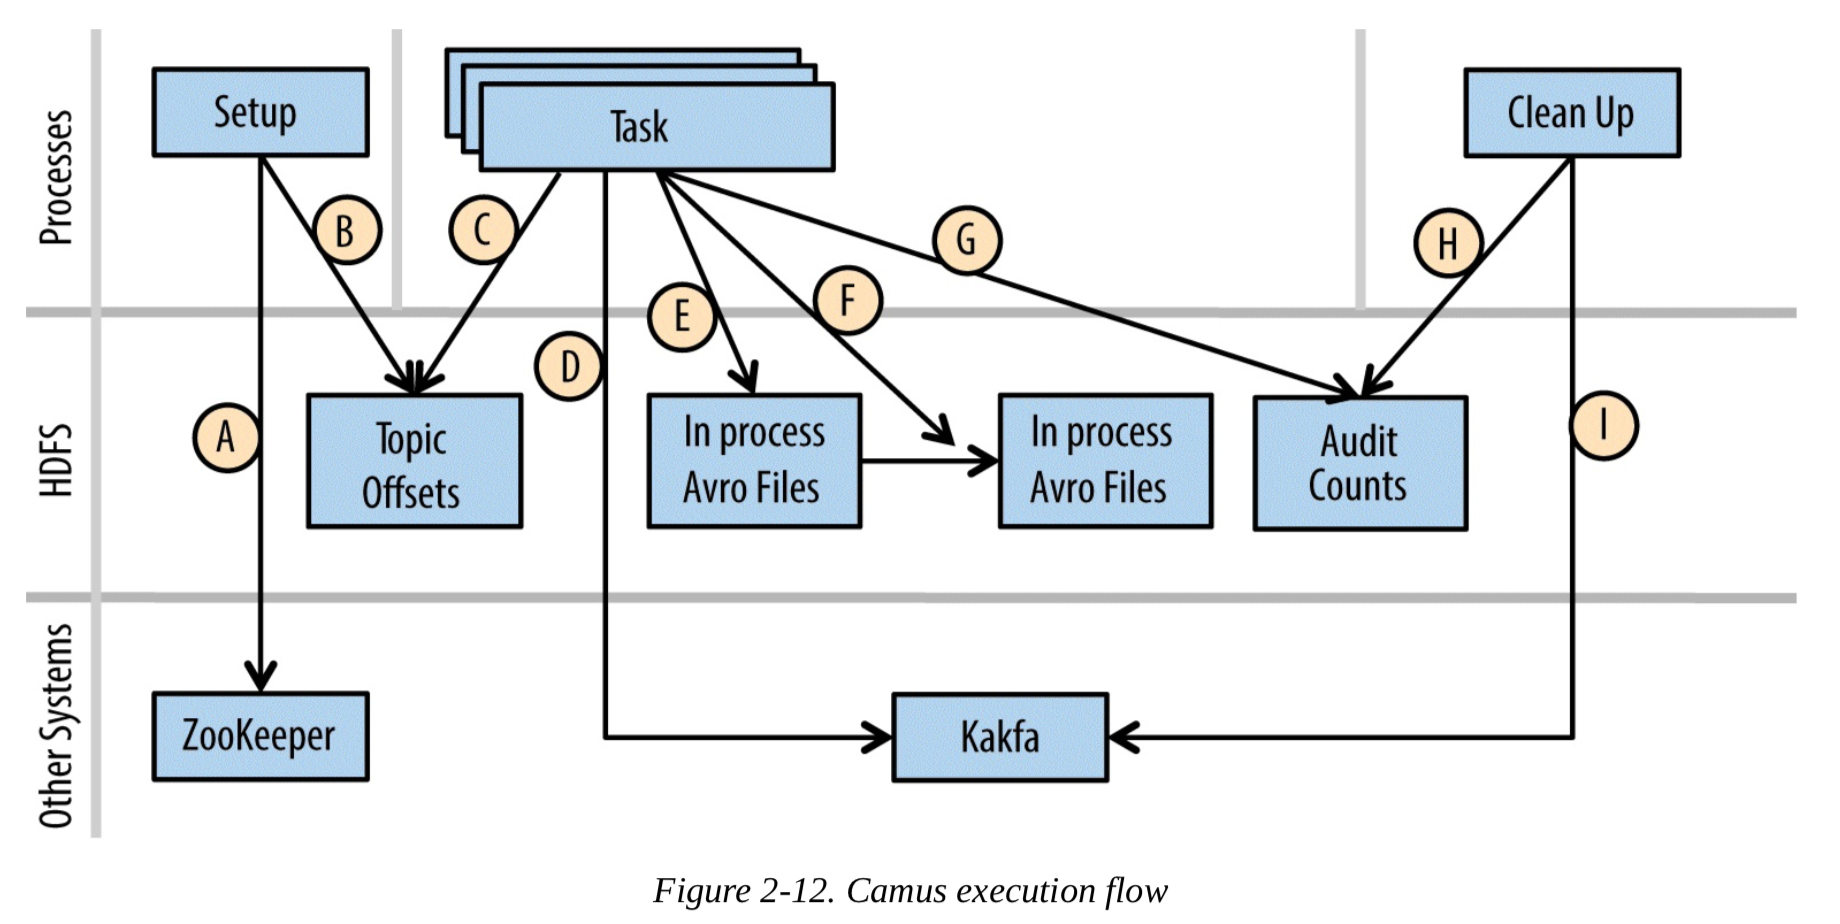 Processes
Setup
Task
Clean Up
B
C
G
H
E
F
D
A
I
HDFS
Topic
Offsets
In process
Avro Files
In process
Avro Files
Audit
Counts
Other Systems
ZooKeeper
Kakfa
Figure 2-12. Camus execution flow